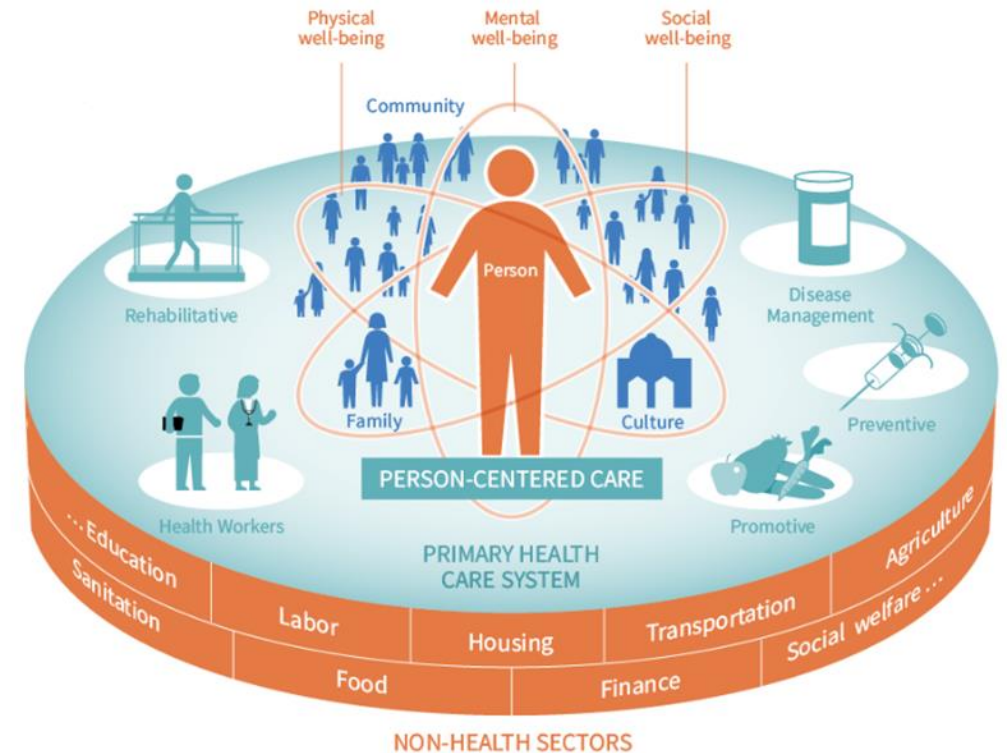 Physical
well-being
Mental
well-being
Social
well-being
Community
Person
Rehabilitative
Disease
Management
Family
Culture
Preventive
PERSON-CENTERED CARE
Health Workers
Promotive
PRIMARY HEALTH
CARE SYSTEM
...Education
Labor
Housing
Transportation
Agriculture
Sanitation
Food
Finance
Social welfare...
NON-HEALTH SECTORS